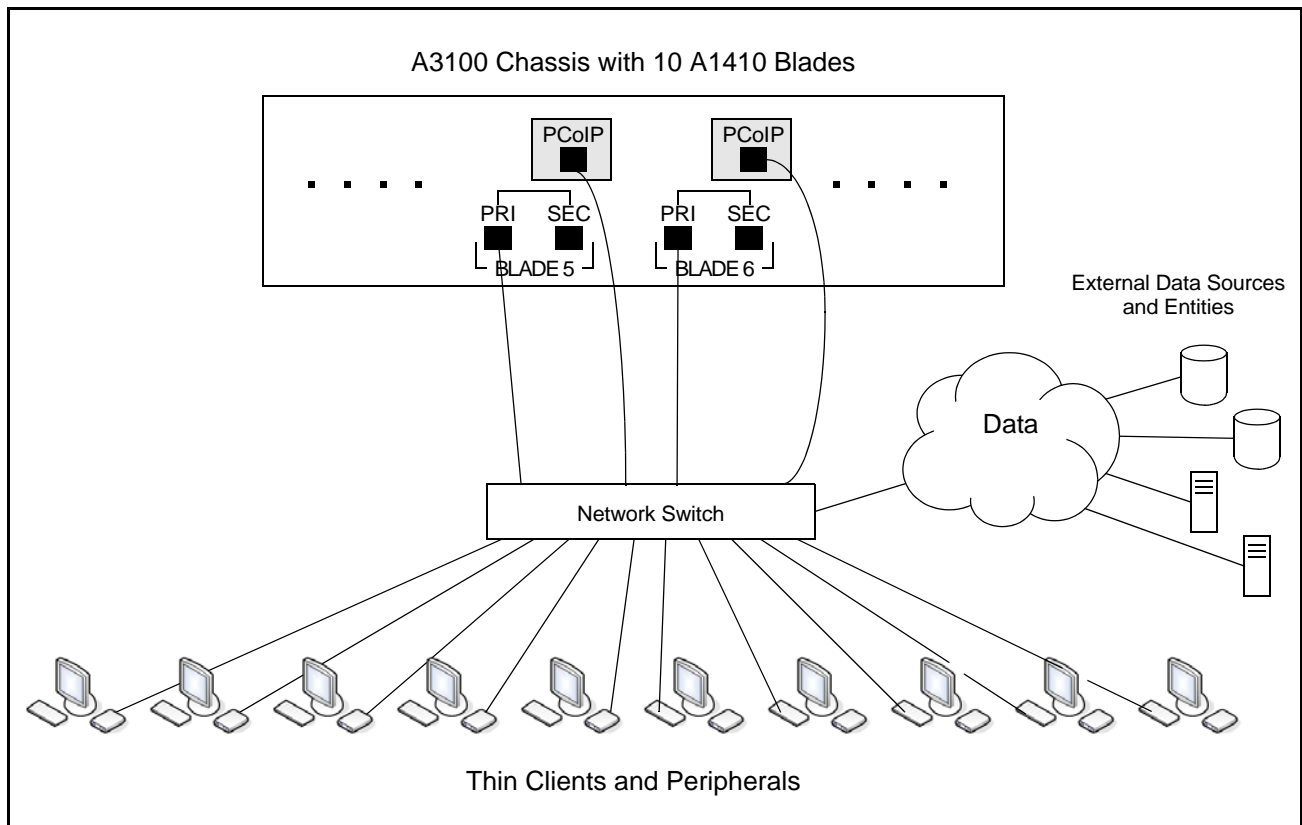 A3100 Chassis with 10 A1410 Blades
PCoIP
PCoIP
PRI SEC
PRI SEC
BLADE 5
BLADE 6
External Data Sources
and Entities
Data
Network Switch
Thin Clients and Peripherals